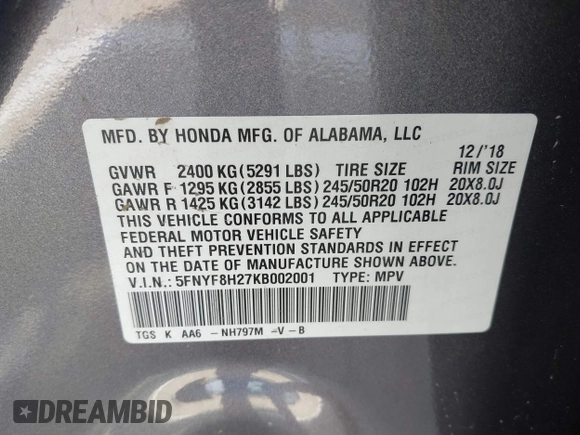 MFD. BY HONDA MFG. OF ALABAMA, LLC
12/'18
GVWR 2400 KG(5291 LBS) TIRE SIZE RIM SIZE
GAWR F 1295 KG(2855 LBS)245/50R20 102H 20X8.0J
GAWR R 1425 KG(3142 LBS)245/50R20 102H 20X8.0J
THIS VEHICLE CONFORMS TO ALL APPLICABLE
FEDERAL MOTOR VEHICLE SAFETY
AND THEFT PREVENTION STANDARDS IN EFFECT
ON THE DATE OF MANUFACTURE SHOWN ABOVE.
V.I.N.: 5FNYF8H27KB002001 TYPE: MPV
TGS K AA6 -NH797M -V-B
DREAMBID